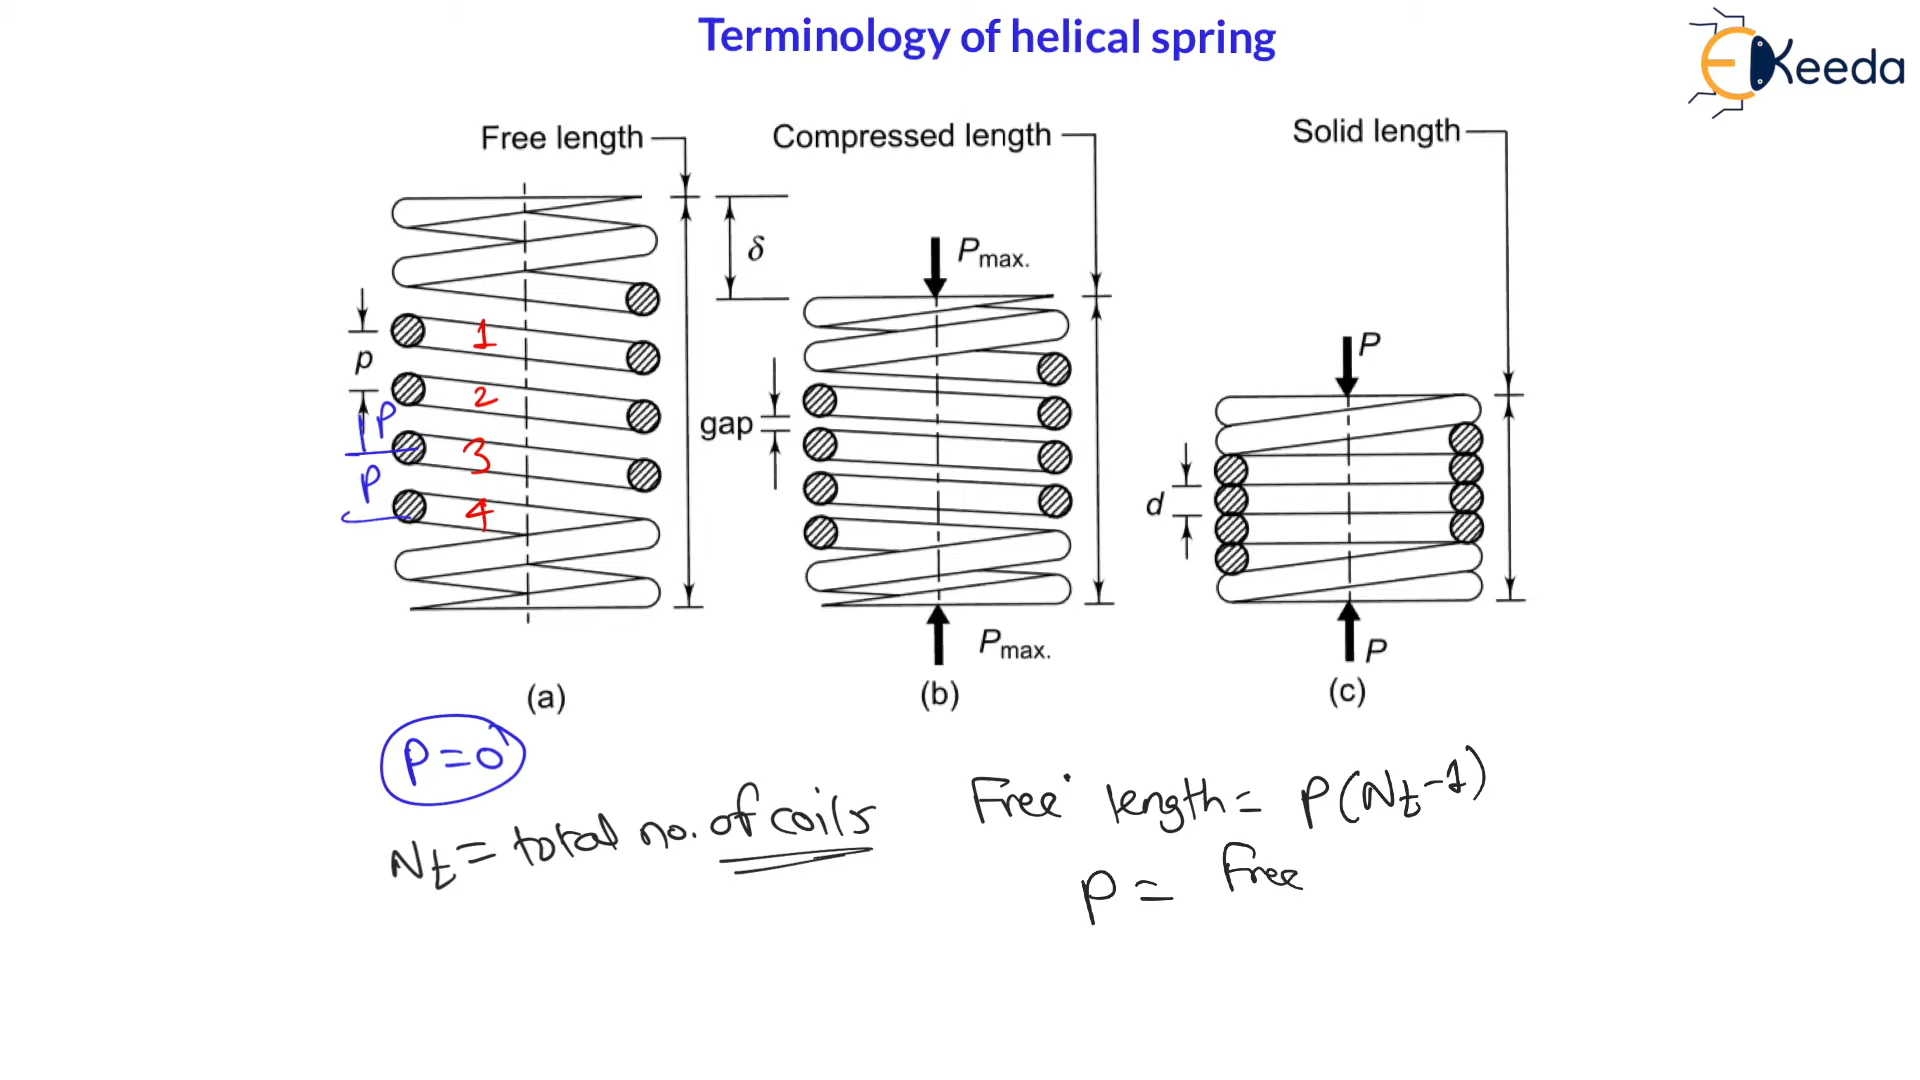 Terminology of helical spring
EKeeda
Free length
Compressed length
Solid length
δ
Pmax.
P
p
gap
d
1
2
3
4
P
P
Pmax.
P
(a)
(b)
(c)
P=0
Nt = total no. of coils
Free length = P(Nt-1)
P = Free